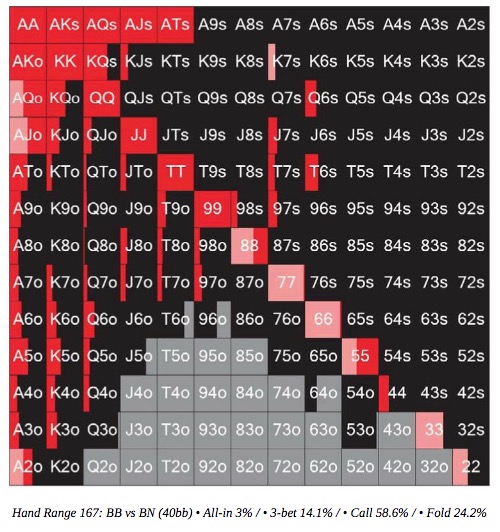 AA AKs AQs AJs ATs A9s A8s A7s A6s A5s A4s A3s A2s
AKo KK KQs KJs KTs K9s K8s K7s K6s K5s K4s K3s K2s
AQo KQo QQ QJs QTs Q9s Q8s Q7s Q6s Q5s Q4s Q3s Q2s
AJo KJo QJo JJ JTs J9s J8s J7s J6s J5s J4s J3s J2s
ATo KTo QTo JTo TT T9s T8s T7s T6s T5s T4s T3s T2s
A9o K9o Q9o J9o T9o 99 98s 97s 96s 95s 94s 93s 92s
A8o K8o Q8o J8o T8o 98o 88 87s 86s 85s 84s 83s 82s
A7o K7o Q7o J7o T7o 97o 87o 77 76s 75s 74s 73s 72s
A6o K6o Q6o J6o T6o 96o 86o 76o 66 65s 64s 63s 62s
A5o K5o Q5o J5o T5o 95o 85o 75o 65o 55 54s 53s 52s
A4o K4o Q4o J4o T4o 94o 84o 74o 64o 54o 44 43s 42s
A3o K3o Q3o J3o T3o 93o 83o 73o 63o 53o 43o 33 32s
A2o K2o Q2o J2o T2o 92o 82o 72o 62o 52o 42o 32o 22
Hand Range 167: BB vs BN (40bb) • All-in 3% / • 3-bet 14.1% / • Call 58.6% / • Fold 24.2%